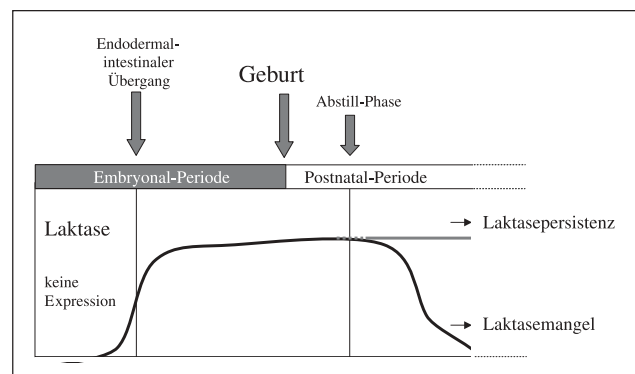 Endodermal-
intestinaler
Übergang
Geburt
Abstill-Phase
Embryonal-Periode
Postnatal-Periode
Laktase
Laktasepersistenz
keine
Expression
Laktasemangel